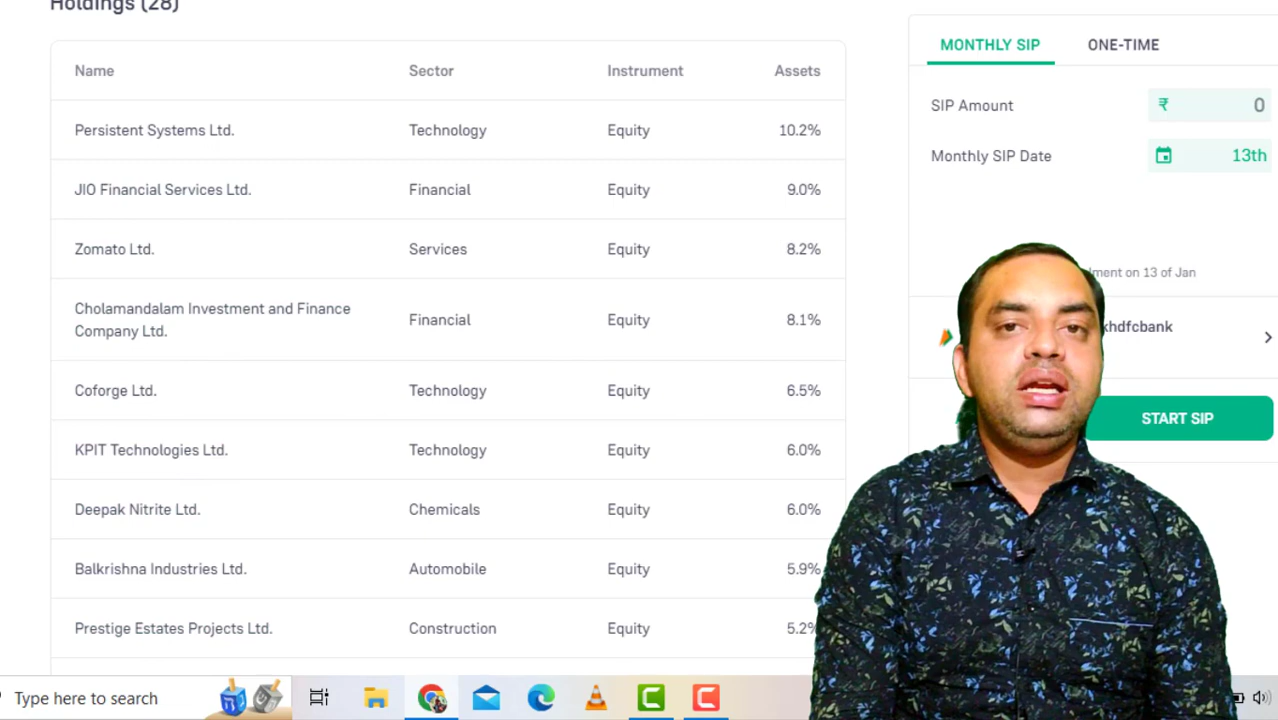 Holdings (28)
Name Sector Instrument Assets
Persistent Systems Ltd. Technology Equity 10.2%
JIO Financial Services Ltd. Financial Equity 9.0%
Zomato Ltd. Services Equity 8.2%
Cholamandalam Investment and Finance
Company Ltd. Financial Equity 8.1%
Coforge Ltd. Technology Equity 6.5%
KPIT Technologies Ltd. Technology Equity 6.0%
Deepak Nitrite Ltd. Chemicals Equity 6.0%
Balkrishna Industries Ltd. Automobile Equity 5.9%
Prestige Estates Projects Ltd. Construction Equity 5.2%
MONTHLY SIP ONE-TIME
SIP Amount ₹ 0
Monthly SIP Date 13th
on 13 of Jan
khdfcbank
START SIP
Type here to search